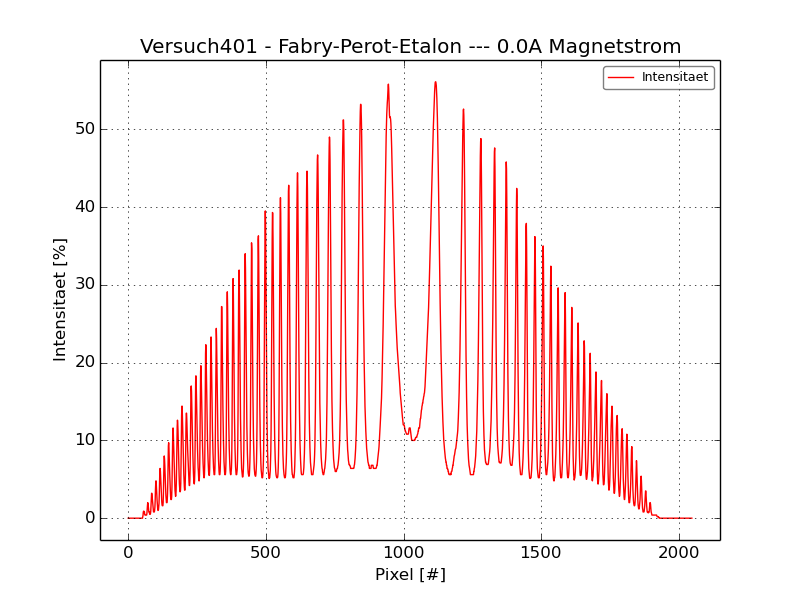 Versuch401 - Fabry-Perot-Etalon --- 0.0A Magnetstrom
Intensitaet
Intensitaet [%]
50
40
30
20
10
0
0 500 1000 1500 2000
Pixel [#]